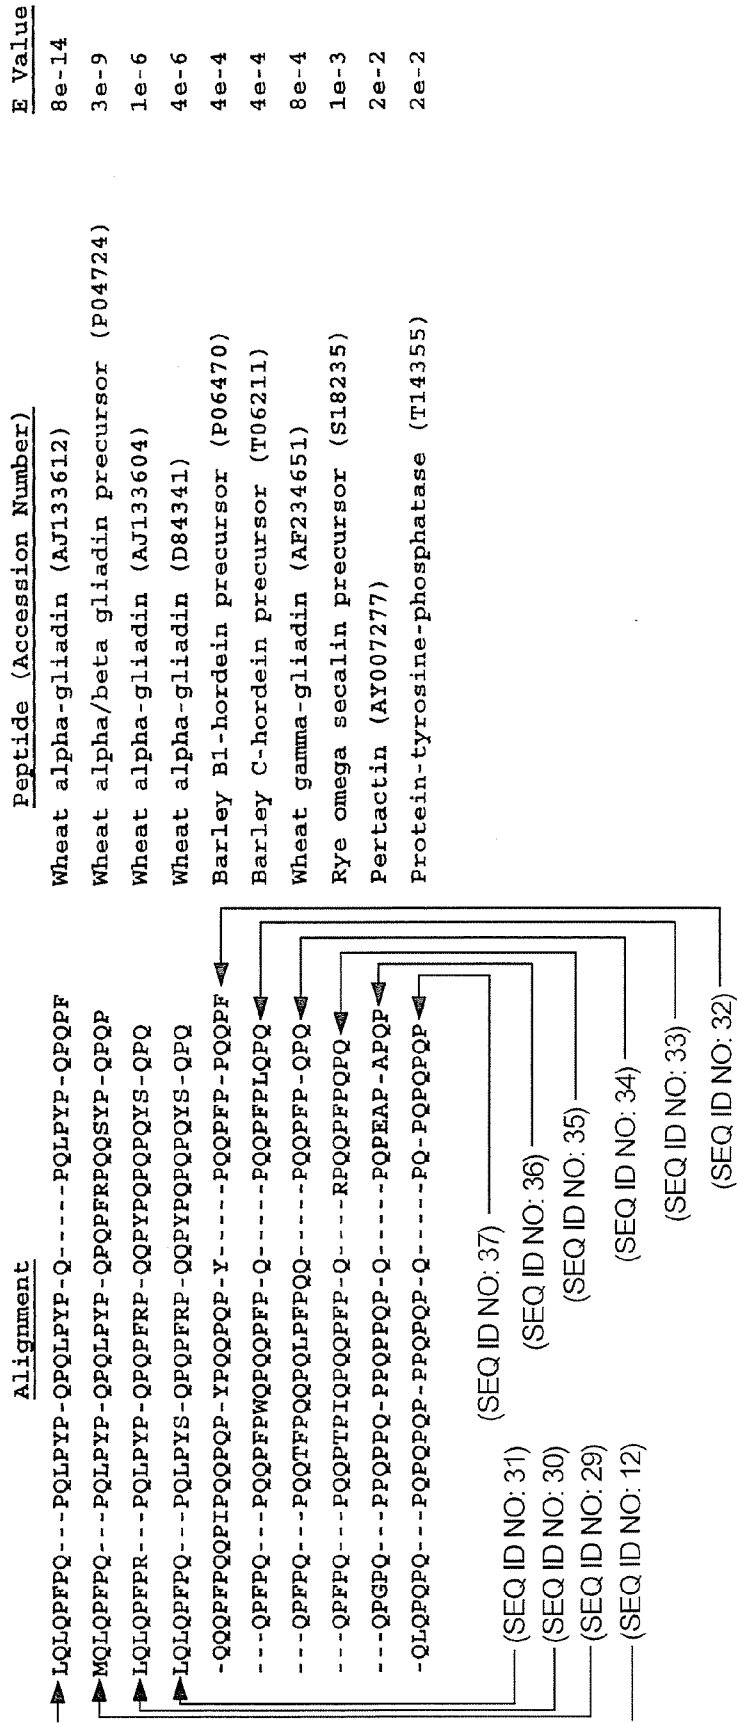 Alignment Peptide (Accession Number) E Value
LQLQPFPQ---PQLPYP-QPQLPYP-Q-----PQLPYP-QPQPF Wheat alpha-gliadin (AJ133612) 8e-14
MQLQPFPQ---PQLPYP-QPQLPYP-QPQPFRPQQSYP-QPQP Wheat alpha/beta gliadin precursor (P04724) 3e-9
LQLQPFPR---PQLPYP-QPQPFRP-QQPYPQPQPQYS-QPQ Wheat alpha-gliadin (AJ133604) 1e-6
LQLQPFPQ---PQLPYS-QPQPFRP-QQPYPQPQPQYS-QPQ Wheat alpha-gliadin (D84341) 4e-6
-QQQPFPQQPIPQQPQP-YPQQPQP-Y-----PQQPFP-PQQPF Barley B1-hordein precursor (P06470) 4e-4
---QPFPQ---PQQPFPWQPQQPFP-Q-----PQQPFPLQPQ Barley C-hordein precursor (T06211) 4e-4
---QPFPQ---PQQTFPQQPQLPFPQQ-----PQQPFP-QPQ Wheat gamma-gliadin (AF234651) 8e-4
---QPFPQ---PQQPTPIQPQQPFP-Q----RPQQPFPQPQ Rye omega secalin precursor (S18235) 1e-3
---QPGPQ---PPQPPQ-PPQPPQP-Q-----PQPEAP-APQP Pertactin (AY007277) 2e-2
-QLQPQPQ---PQPQPQP-PPQPQP-Q-----PQ-PQPQPQP Protein-tyrosine-phosphatase (T14355) 2e-2
(SEQ ID NO: 37)
(SEQ ID NO: 31) (SEQ ID NO: 36)
(SEQ ID NO: 30) (SEQ ID NO: 35)
(SEQ ID NO: 29) (SEQ ID NO: 34)
(SEQ ID NO: 12) (SEQ ID NO: 33)
(SEQ ID NO: 32)